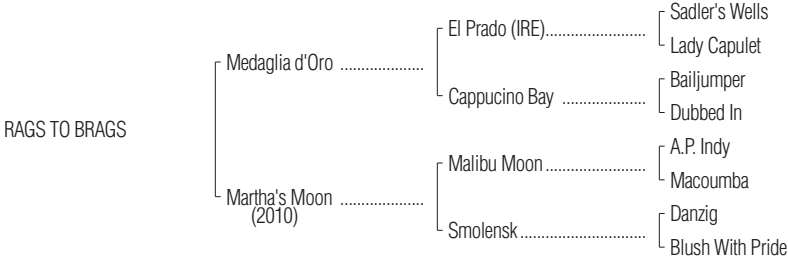 Sadler's Wells
El Prado (IRE)........................
Lady Capulet
Medaglia d'Oro ....................
Bailjumper
Cappucino Bay ....................
Dubbed In
RAGS TO BRAGS
A.P. Indy
Malibu Moon........................
Macoumba
Martha's Moon ....................
(2010)
Danzig
Smolensk..............................
Blush With Pride